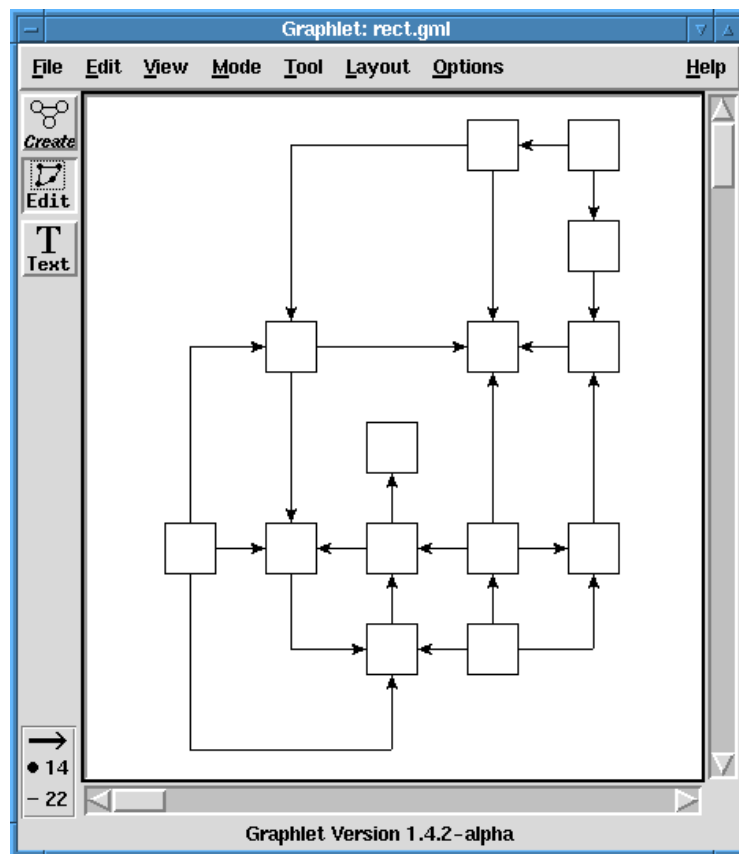 Graphlet: rect.gml
File Edit View Mode Tool Layout Options Help
Create
Edit
Text
14
22
Graphlet Version 1.4.2-alpha